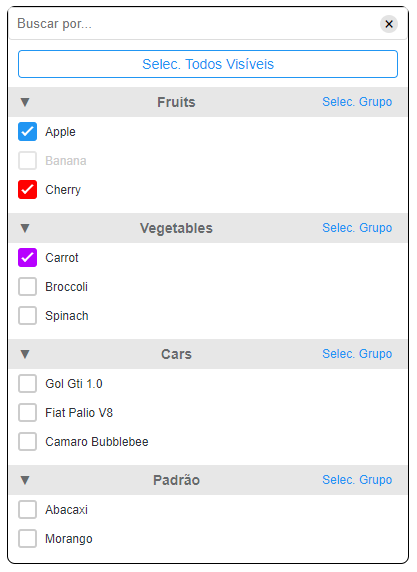 Buscar por...
Selec. Todos Visíveis
Fruits Selec. Grupo
Apple
Banana
Cherry
Vegetables Selec. Grupo
Carrot
Broccoli
Spinach
Cars Selec. Grupo
Gol Gti 1.0
Fiat Palio V8
Camaro Bubblebee
Padrão Selec. Grupo
Abacaxi
Morango